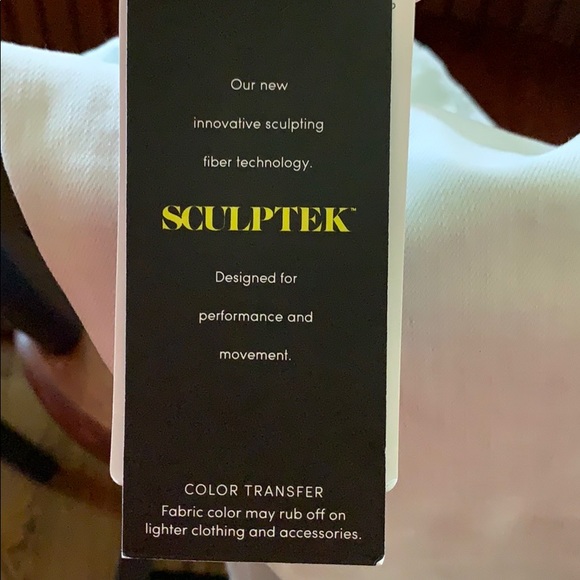 Our new
innovative sculpting
fiber technology.
SCULPTEK™
Designed for
performance and
movement.
COLOR TRANSFER
Fabric color may rub off on
lighter clothing and accessories.